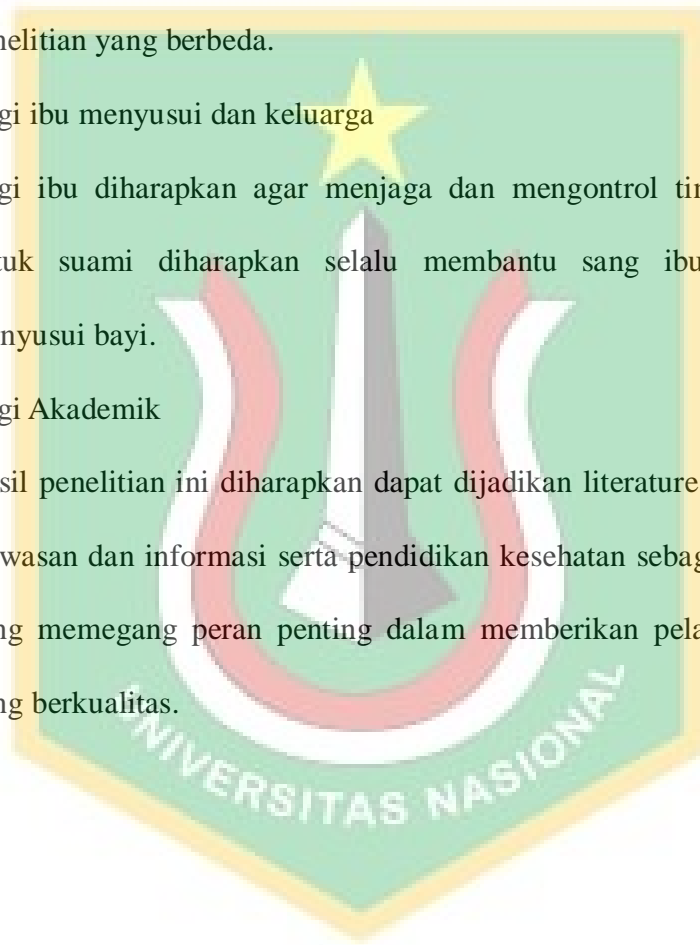 nelitian yang berbeda.
gi ibu menyusui dan keluarga
gi ibu diharapkan agar menjaga dan mengontrol tin
tuk suami diharapkan selalu membantu sang ibu
nyusui bayi.
gi Akademik
sil penelitian ini diharapkan dapat dijadikan literature
wasan dan informasi serta pendidikan kesehatan sebag
ng memegang peran penting dalam memberikan pela
ng berkualitas.
UNIVERSITAS NASIONAL